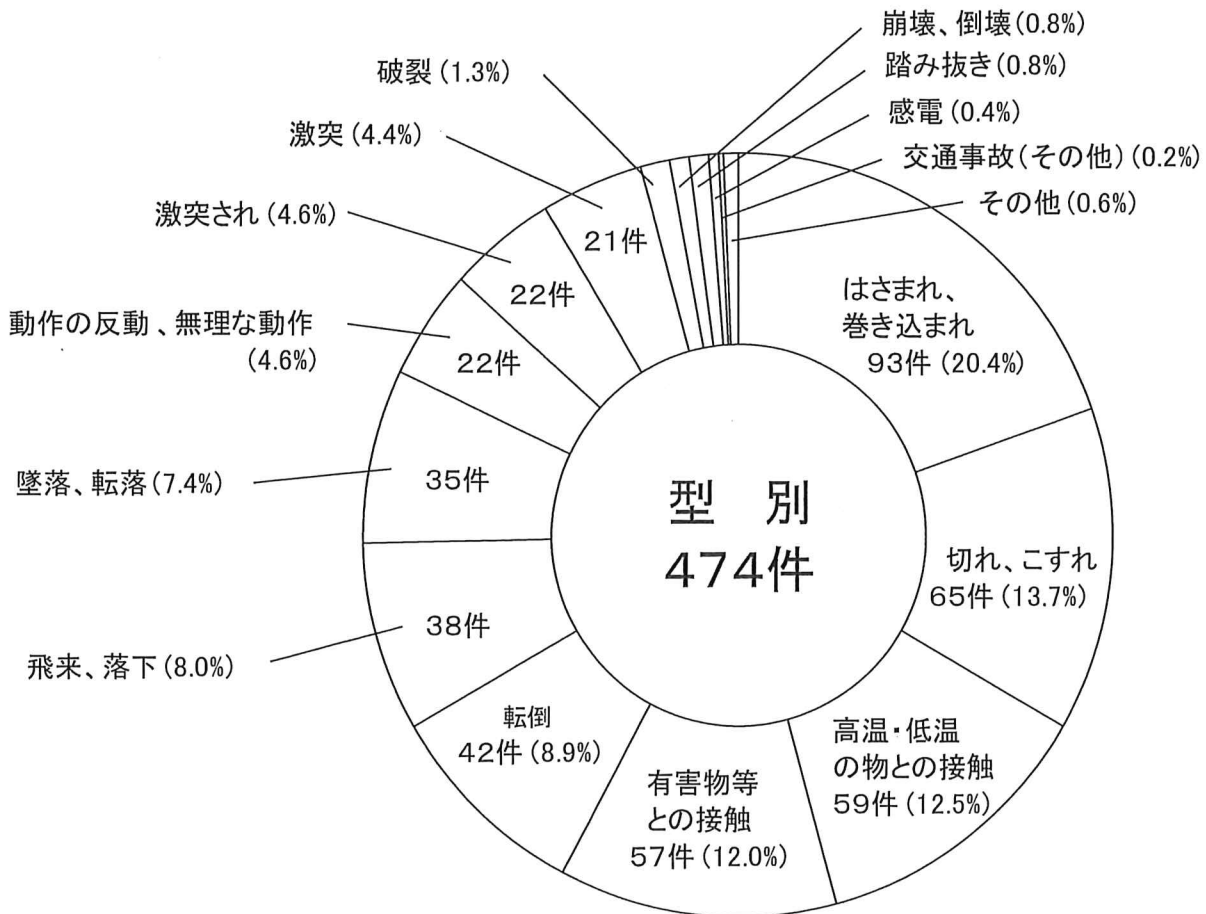 崩壊、倒壊(0.8%)
踏み抜き(0.8%)
感電(0.4%)
交通事故(その他)(0.2%)
その他(0.6%)
破裂(1.3%)
激突(4.4%)
21件
激突され(4.6%)
22件
動作の反動、無理な動作
(4.6%)
22件
墜落、転落(7.4%)
35件
飛来、落下(8.0%)
38件
転倒
42件(8.9%)
有害物等
との接触
57件(12.0%)
高温・低温
の物との接触
59件(12.5%)
切れ、こすれ
65件(13.7%)
はさまれ、
巻き込まれ
93件(20.4%)
型 別
474件